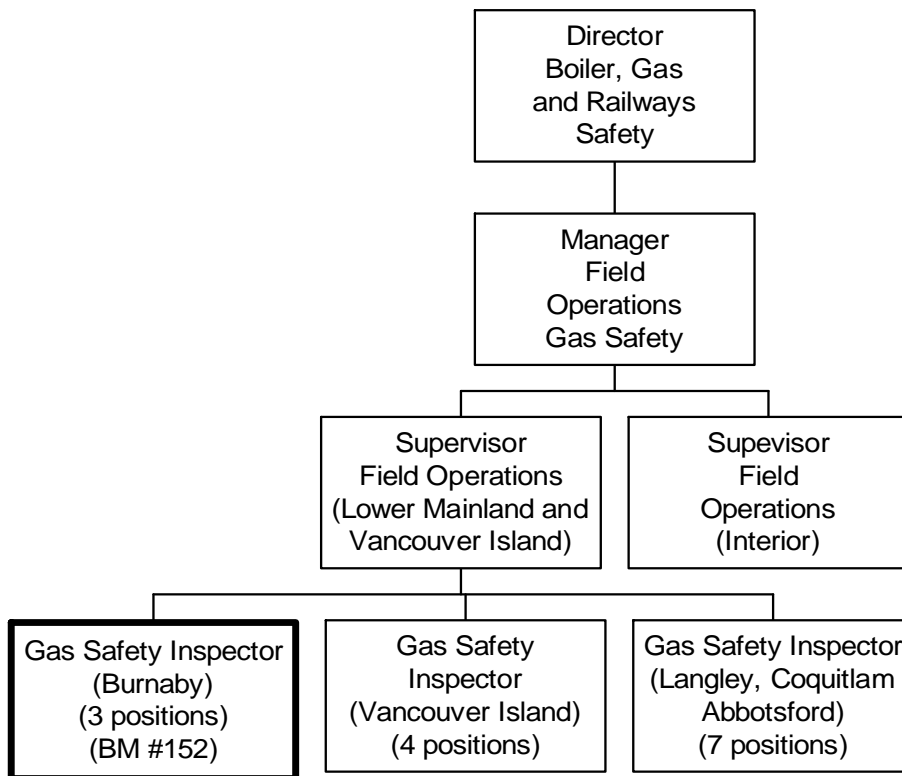 Director
Boiler, Gas
and Railways
Safety
Manager
Field
Operations
Gas Safety
Supervisor
Field Operations
(Lower Mainland and
Vancouver Island)
Supevisor
Field
Operations
(Interior)
Gas Safety Inspector
(Burnaby)
(3 positions)
(BM #152)
Gas Safety
Inspector
(Vancouver Island)
(4 positions)
Gas Safety Inspector
(Langley, Coquitlam
Abbotsford)
(7 positions)